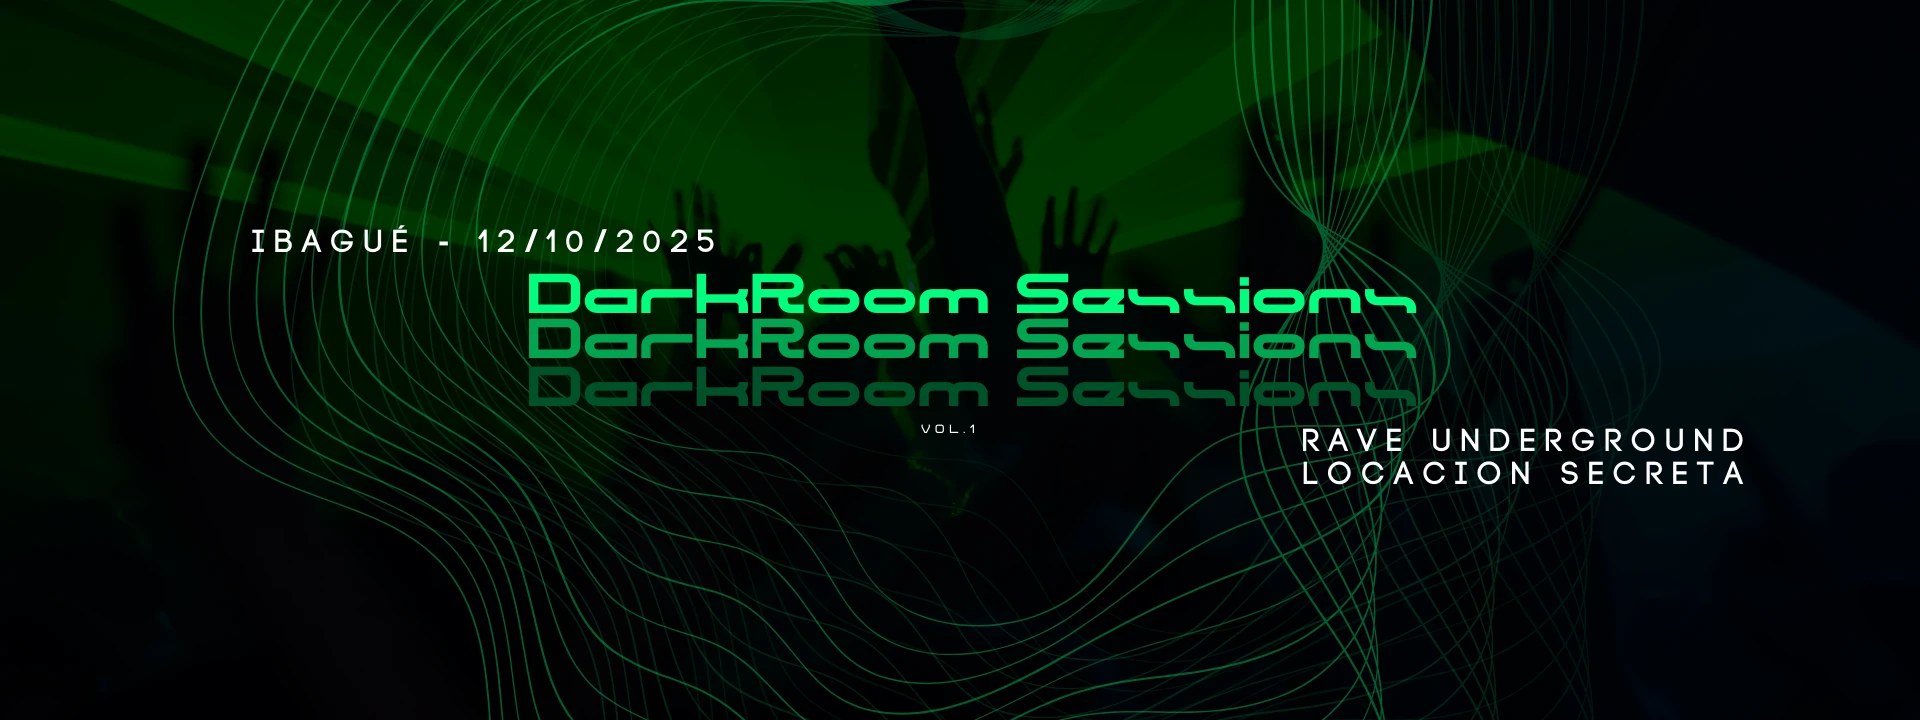 IBAGUÉ - 12/10/2025
DarkRoom Sessions
DarkRoom Sessions
DarkRoom Sessions
VOL.1
RAVE UNDERGROUND
LOCACION SECRETA